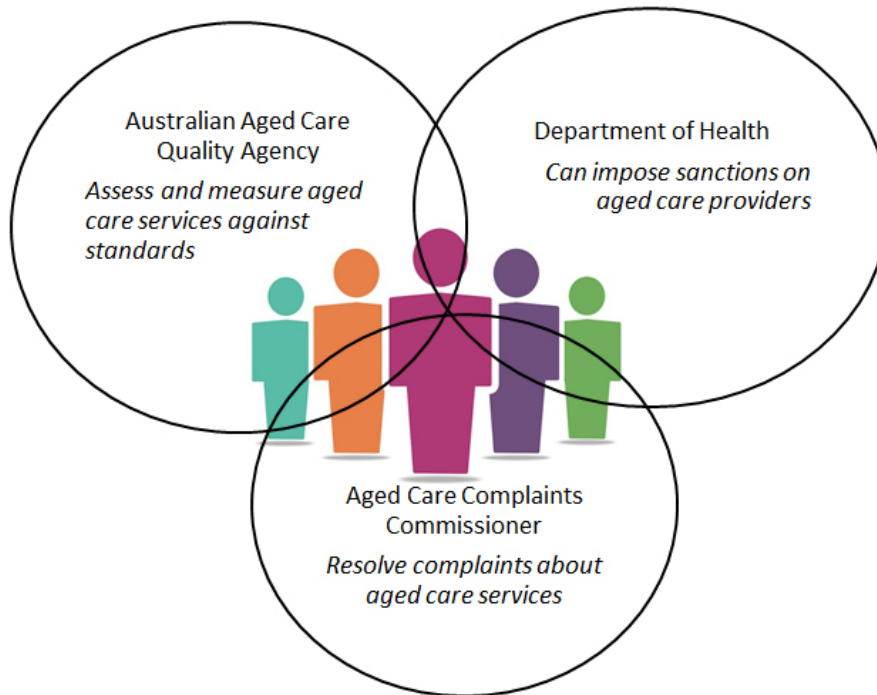 Australian Aged Care
Quality Agency
Assess and measure aged
care services against
standards
Department of Health
Can impose sanctions on
aged care providers
Aged Care Complaints
Commissioner
Resolve complaints about
aged care services